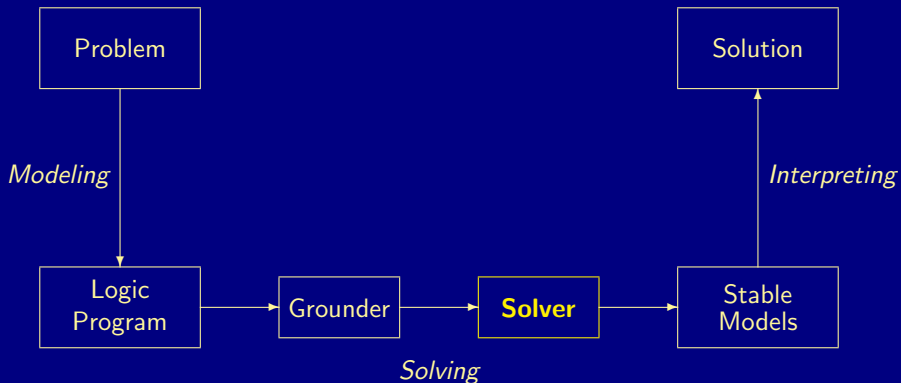 Problem
Solution
Modeling
Interpreting
Logic
Program
Grounder
Solver
Stable
Models
Solving